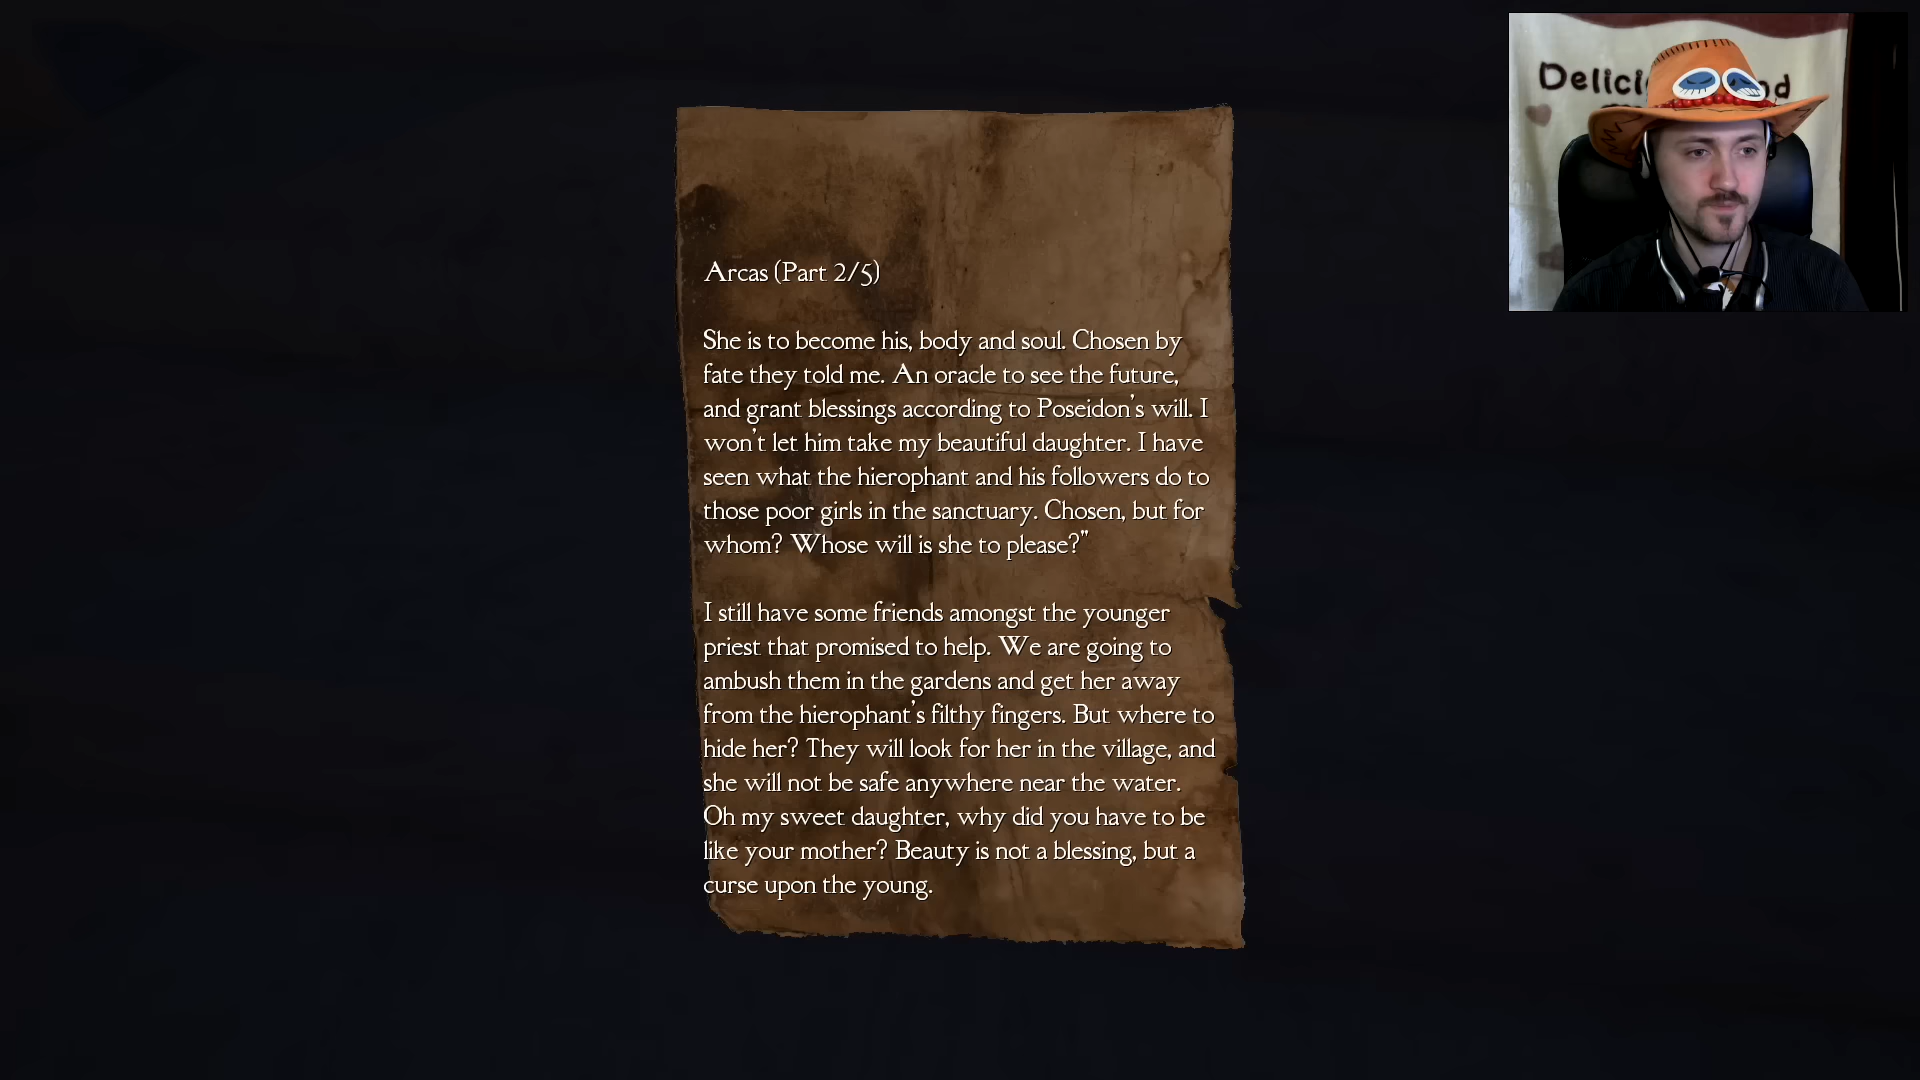 Delici
nd
Arcas (Part 2/5)
She is to become his, body and soul. Chosen by
fate they told me. An oracle to see the future,
and grant blessings according to Poseidon's will. I
won't let him take my beautiful daughter. I have
seen what the hierophant and his followers do to
those poor girls in the sanctuary. Chosen, but for
whom? Whose will is she to please?"
I still have some friends amongst the younger
priest that promised to help. We are going to
ambush them in the gardens and get her away
from the hierophant's filthy fingers. But where to
hide her? They will look for her in the village, and
she will not be safe anywhere near the water.
Oh my sweet daughter, why did you have to be
like your mother? Beauty is not a blessing, but a
curse upon the young.